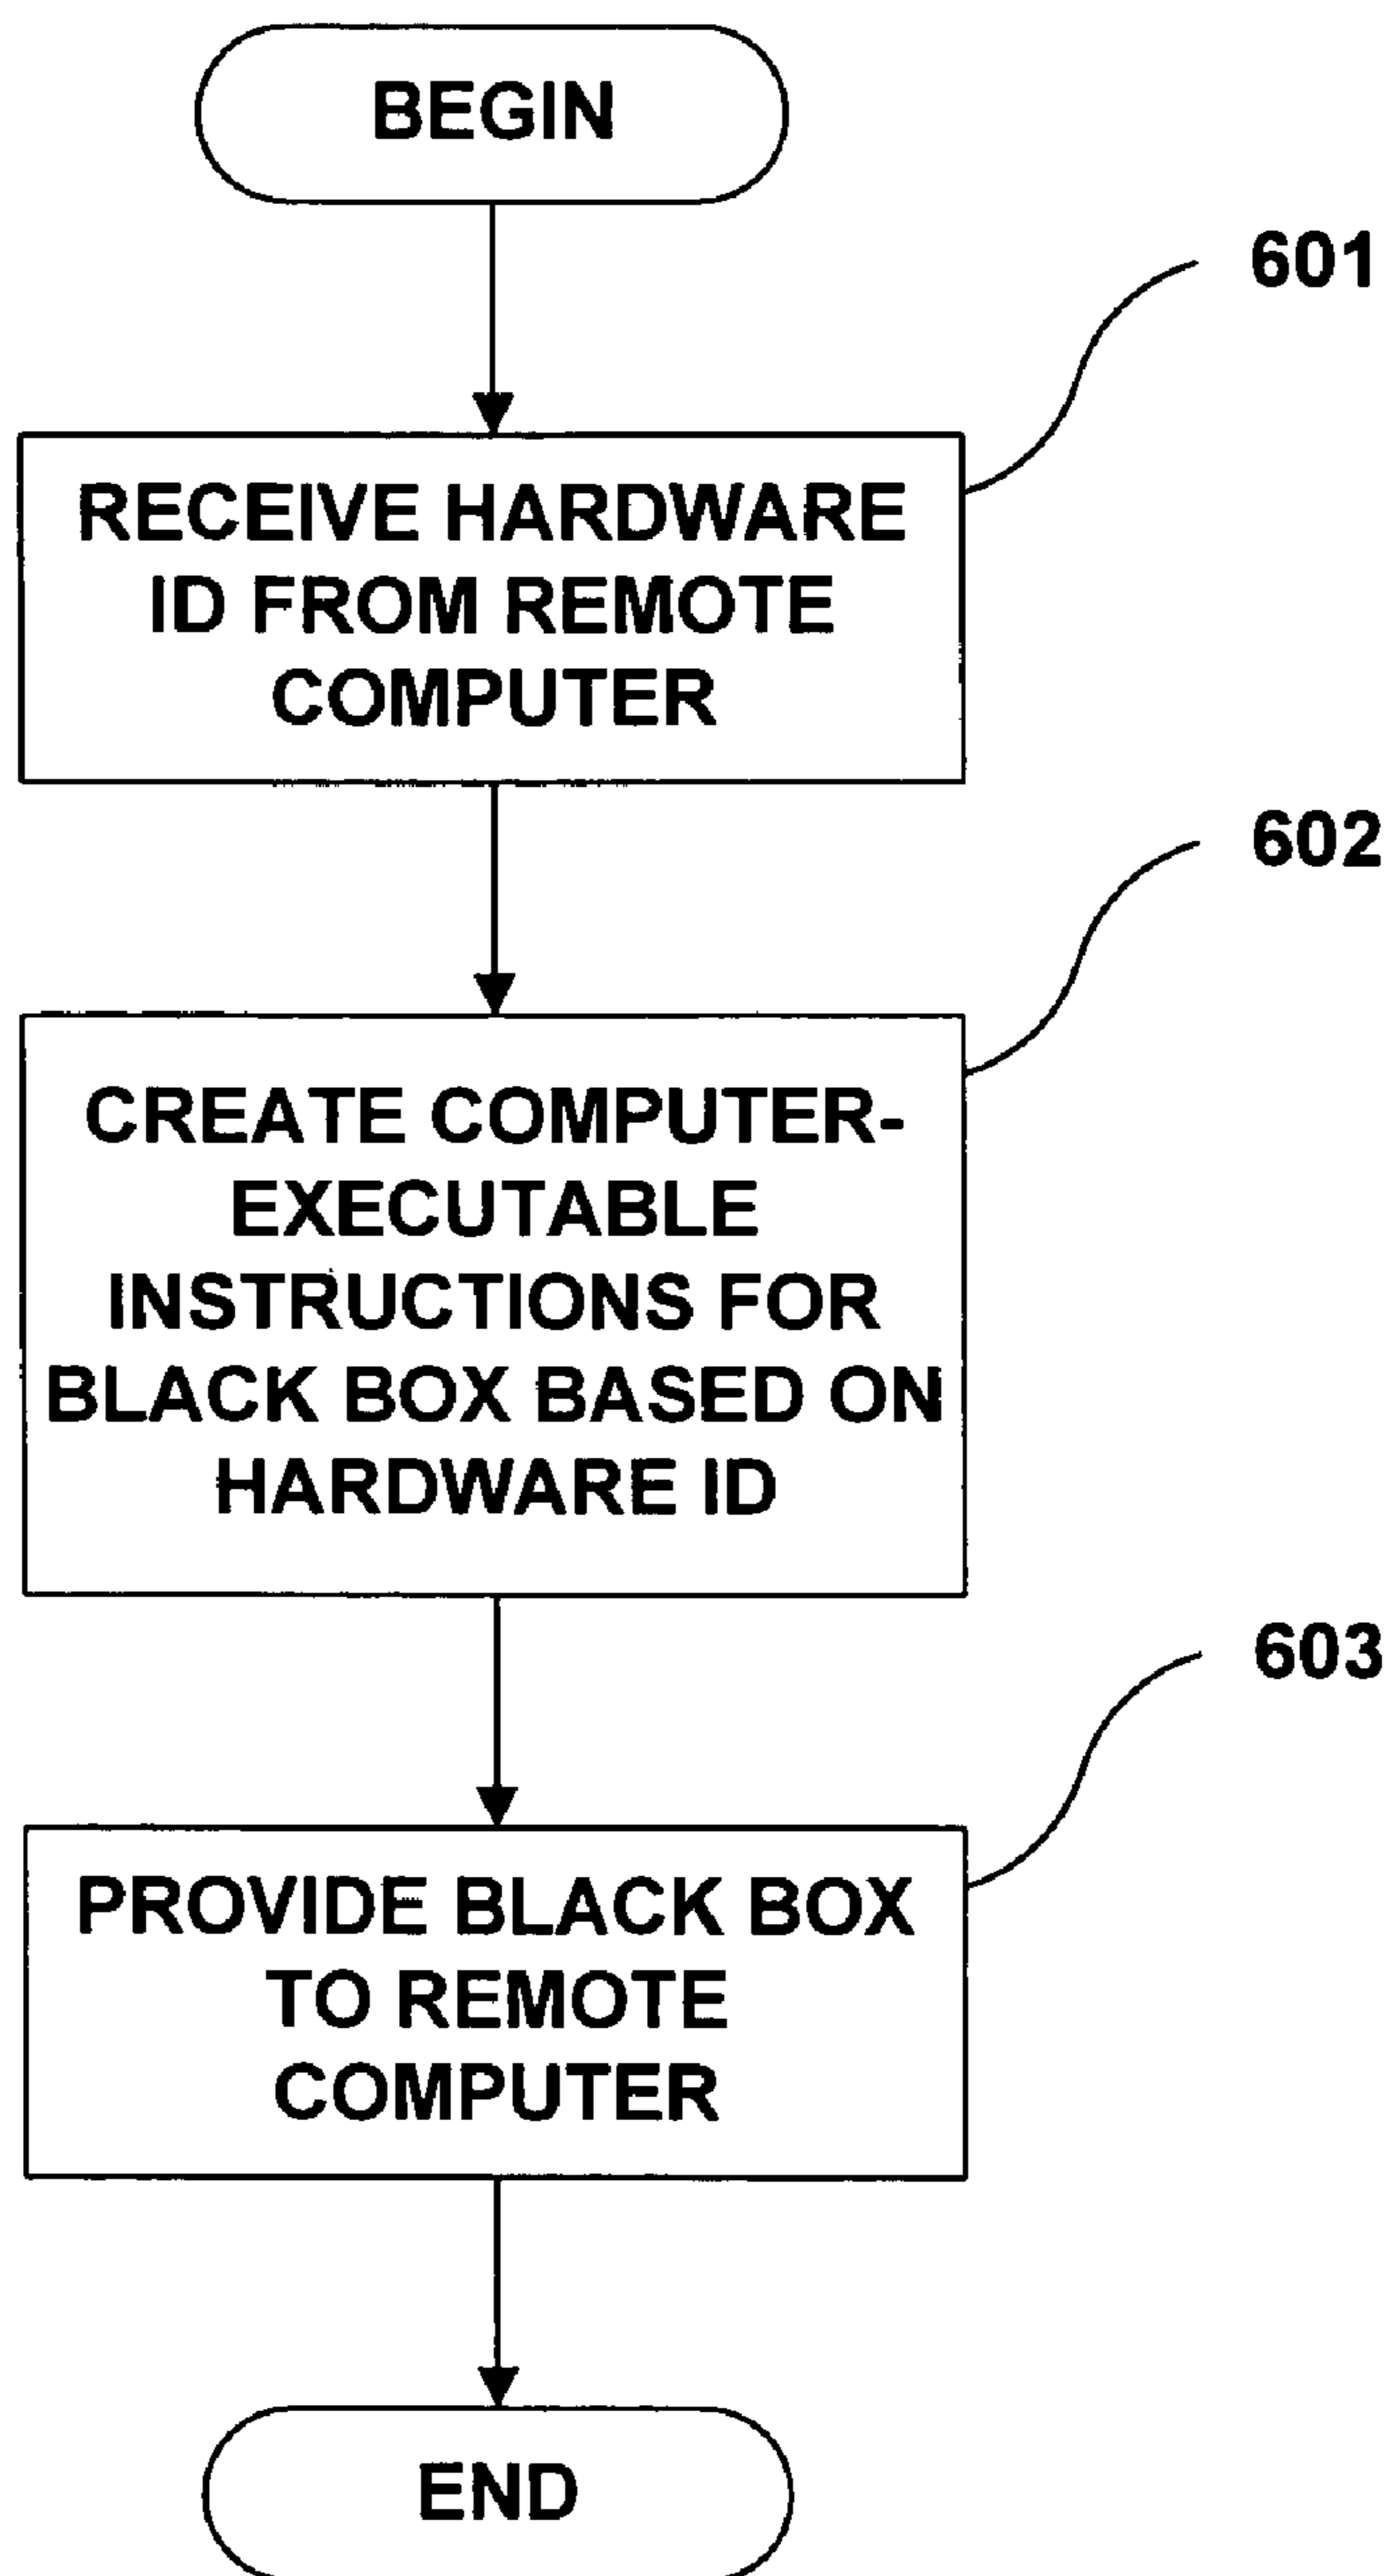 BEGIN
601
RECEIVE HARDWARE
ID FROM REMOTE
COMPUTER
602
CREATE COMPUTER-
EXECUTABLE
INSTRUCTIONS FOR
BLACK BOX BASED ON
HARDWARE ID
603
PROVIDE BLACK BOX
TO REMOTE
COMPUTER
END